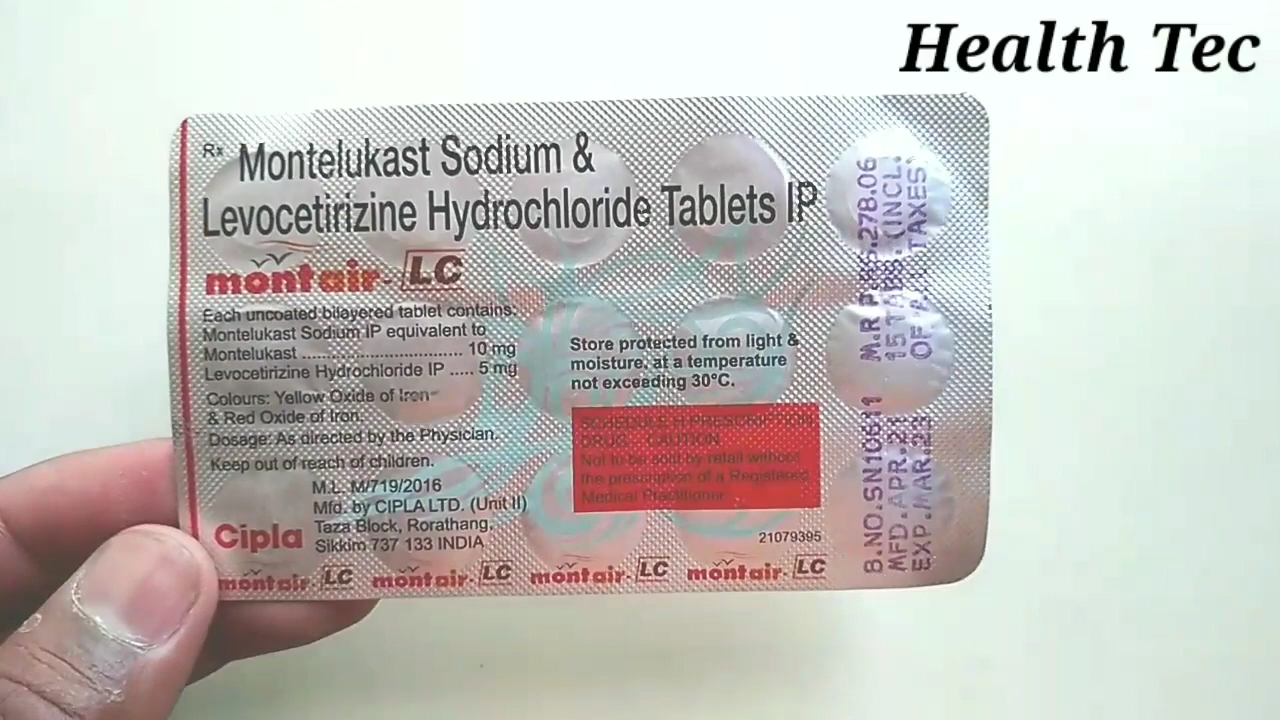 Health Tec
Rx Montelukast Sodium &
Levocetirizine Hydrochloride Tablets IP
montair-LC
Each uncoated bilayered tablet contains:
Montelukast Sodium IP equivalent to
Montelukast ................................. 10 mg
Levocetirizine Hydrochloride IP ..... 5 mg
Colours: Yellow Oxide of Iron
& Red Oxide of Iron.
Dosage: As directed by the Physician.
Keep out of reach of children.
M.L. M/719/2016
Mfd. by CIPLA LTD. (Unit II)
Taza Block, Rorathang,
Sikkim 737 133 INDIA
Cipla
Store protected from light &
moisture, at a temperature
not exceeding 30°C.
SCHEDULE H PRESCRIPTION
DRUG - CAUTION
Not to be sold by retail without
the prescription of a Registered
Medical Practitioner.
21079395
montair-LC montair-LC montair-LC montair-LC
B.NO.SN10611 M.R.P.RS.278.06
MFD.APR.21 15 TABS.(INCL.
EXP.MAR.23 OF ALL TAXES)